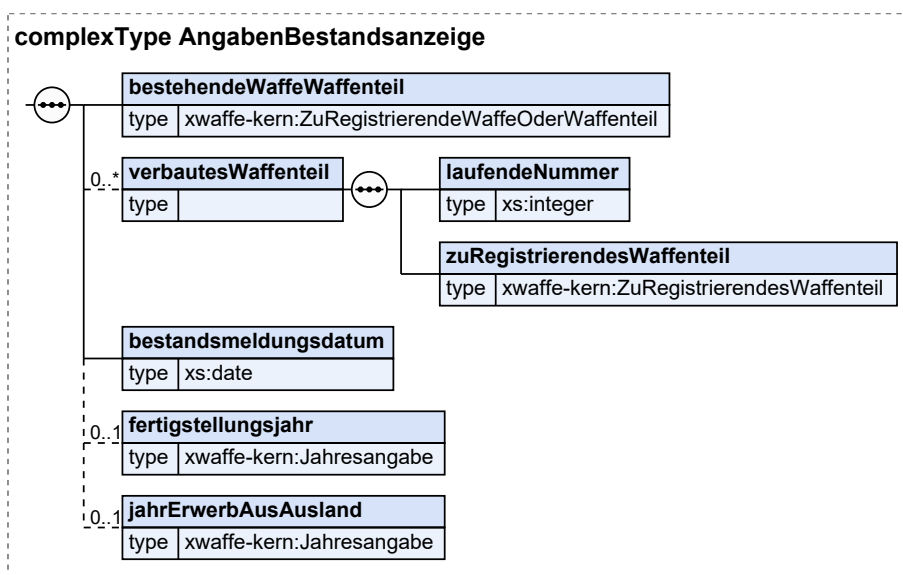 complexType AngabenBestandsanzeige
bestehendeWaffeWaffenteil
type xwaffe-kern:ZuRegistrierendeWaffeOderWaffenteil
0..* verbautesWaffenteil
type
laufendeNummer
type xs:integer
zuRegistrierendesWaffenteil
type xwaffe-kern:ZuRegistrierendesWaffenteil
bestandsmeldungsdatum
type xs:date
0..1 fertigstellungsjahr
type xwaffe-kern:Jahresangabe
0..1 jahrErwerbAusAusland
type xwaffe-kern:Jahresangabe